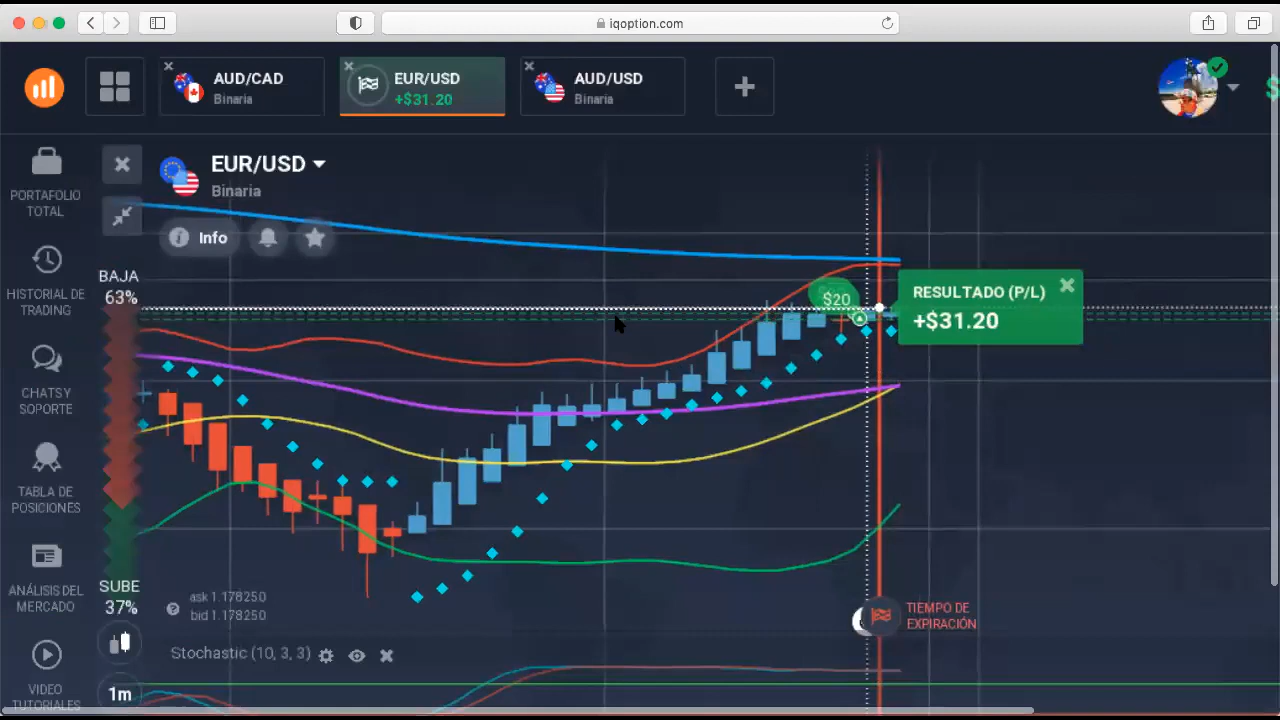 iqoption.com
AUD/CAD
Binaria
EUR/USD
+$31.20
AUD/USD
Binaria
+
$
PORTAFOLIO
TOTAL
HISTORIAL DE
TRADING
CHATS Y
SOPORTE
TABLA DE
POSICIONES
ANÁLISIS DEL
MERCADO
VIDEO
TUTORIALES
EUR/USD
Binaria
Info
BAJA
63%
$20
RESULTADO (P/L)
+$31.20
SUBE
37%
ask 1.178250
bid 1.178250
TIEMPO DE
EXPIRACIÓN
Stochastic (10, 3, 3)
1m